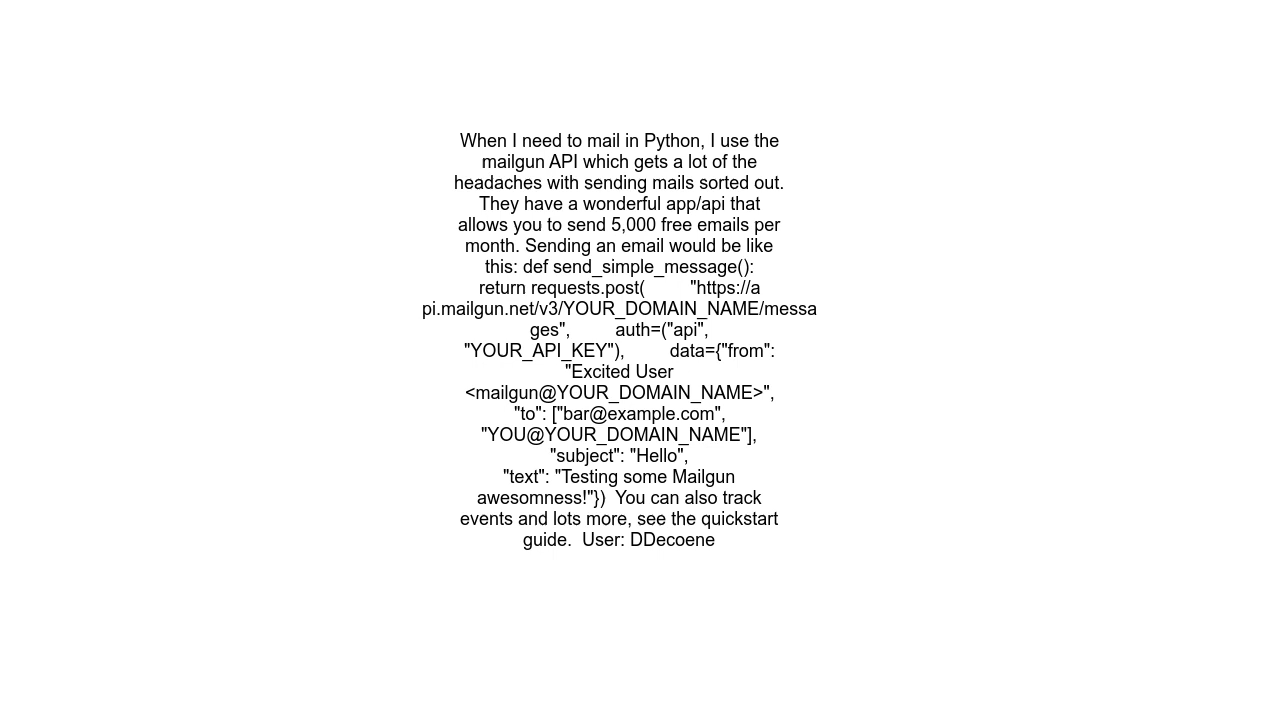 When I need to mail in Python, I use the
mailgun API which gets a lot of the
headaches with sending mails sorted out.
They have a wonderful app/api that
allows you to send 5,000 free emails per
month. Sending an email would be like
this: def send_simple_message():
return requests.post(         "https://a
pi.mailgun.net/v3/YOUR_DOMAIN_NAME/messa
ges",         auth=("api",
"YOUR_API_KEY"),         data={"from":
"Excited User
<mailgun@YOUR_DOMAIN_NAME>",
"to": ["bar@example.com",
"YOU@YOUR_DOMAIN_NAME"],
"subject": "Hello",
"text": "Testing some Mailgun
awesomness!"})  You can also track
events and lots more, see the quickstart
guide.  User: DDecoene